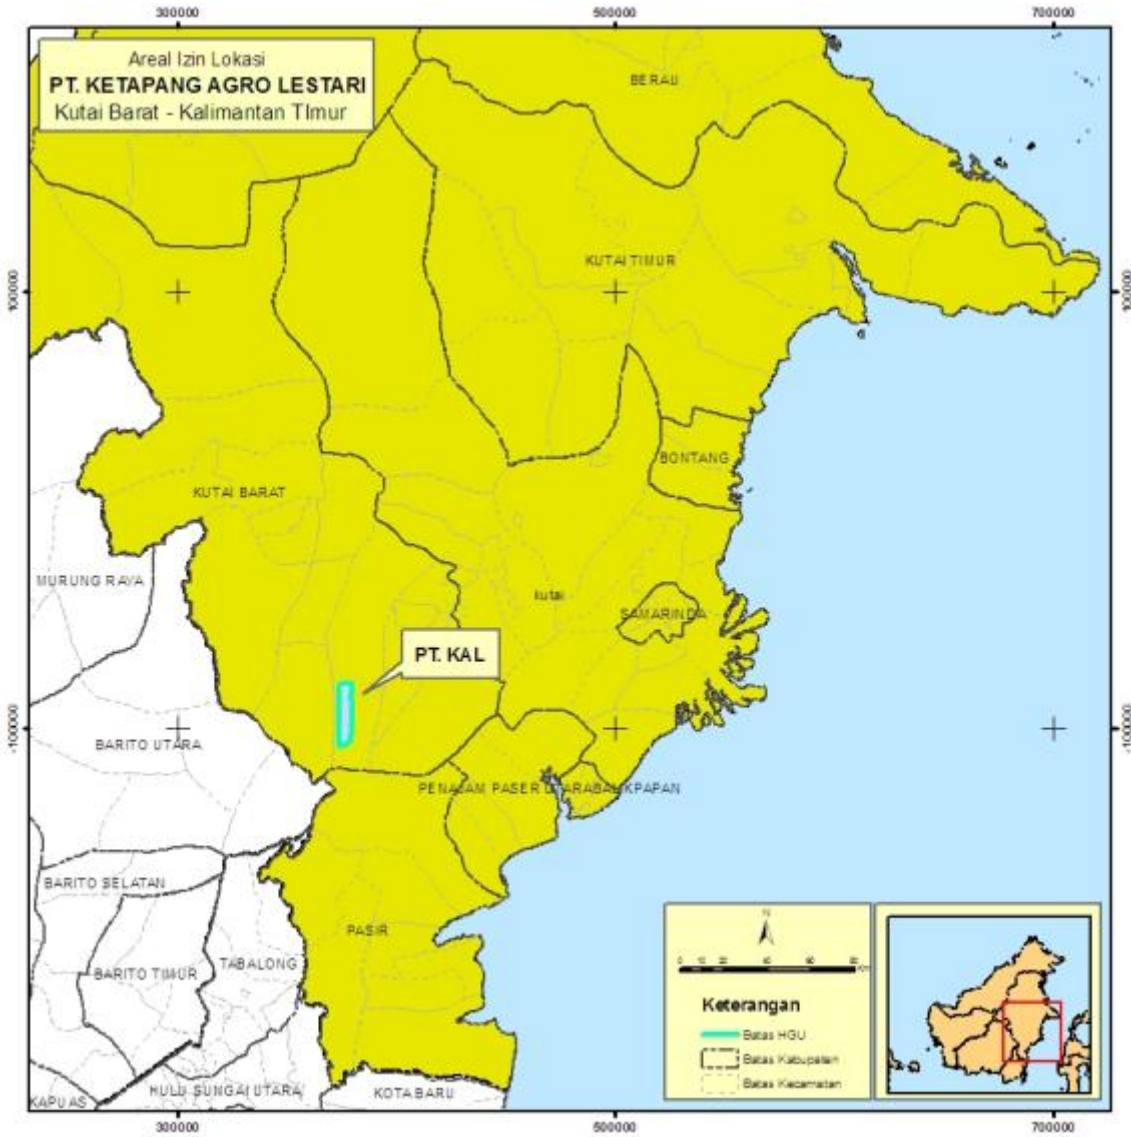 300000 500000 700000
Areal Izin Lokasi
PT. KETAPANG AGRO LESTARI
Kutai Barat - Kalimantan TImur
BERAU
KUTAI TIMUR
100000 100000
BONTANG
KUTAI BARAT
MURUNG RAYA
kutai
SAMARINDA
PT. KAL
-100000 -100000
BARITO UTARA
PENAJAM PASER UTARA BALIKPAPAN
BARITO SELATAN
PASIR
TABALONG
BARITO TIMUR
HULU SUNGAI UTARA
KOTA BARU
KAPUAS
N
Keterangan
Batas HGU
Batas Kabupaten
Batas Kecamatan
300000 500000 700000